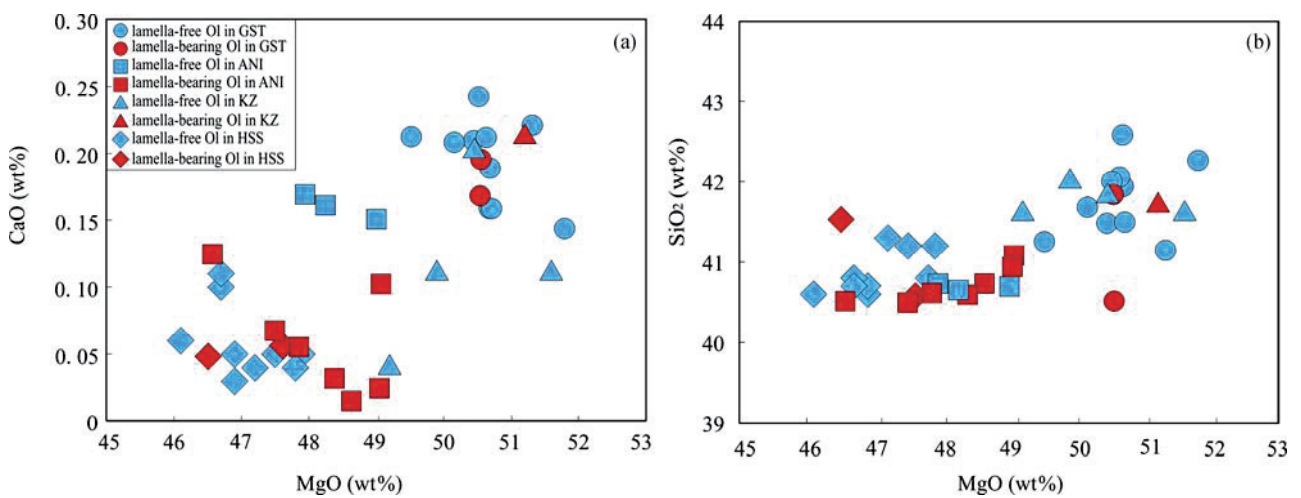 0. 30
0. 25
0. 20
0. 15
0. 10
0. 05
0
CaO (wt%)
lamella-free Ol in GST
lamella-bearing Ol in GST
lamella-free Ol in ANI
lamella-bearing Ol in ANI
lamella-free Ol in KZ
lamella-bearing Ol in KZ
lamella-free Ol in HSS
lamella-bearing Ol in HSS
(a)
45 46 47 48 49 50 51 52 53
MgO (wt%)
44
43
42
41
40
39
SiO₂ (wt%)
(b)
45 46 47 48 49 50 51 52 53
MgO (wt%)